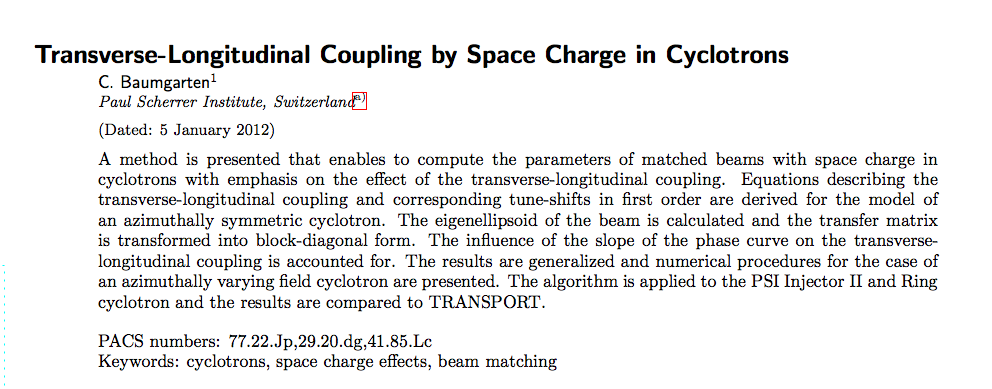 Transverse-Longitudinal Coupling by Space Charge in Cyclotrons
C. Baumgarten1
Paul Scherrer Institute, Switzerlanda)
(Dated: 5 January 2012)
A method is presented that enables to compute the parameters of matched beams with space charge in
cyclotrons with emphasis on the effect of the transverse-longitudinal coupling. Equations describing the
transverse-longitudinal coupling and corresponding tune-shifts in first order are derived for the model of
an azimuthally symmetric cyclotron. The eigenellipsoid of the beam is calculated and the transfer matrix
is transformed into block-diagonal form. The influence of the slope of the phase curve on the transverse-
longitudinal coupling is accounted for. The results are generalized and numerical procedures for the case of
an azimuthally varying field cyclotron are presented. The algorithm is applied to the PSI Injector II and Ring
cyclotron and the results are compared to TRANSPORT.
PACS numbers: 77.22.Jp,29.20.dg,41.85.Lc
Keywords: cyclotrons, space charge effects, beam matching